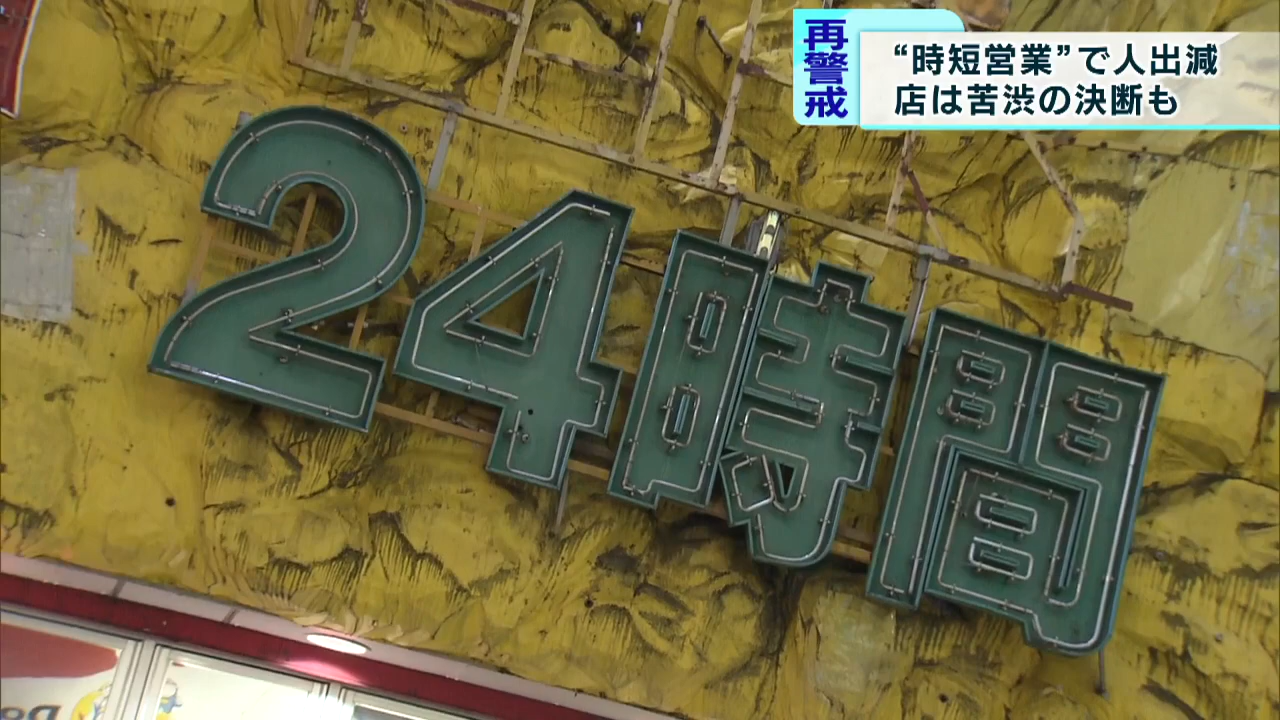 再警戒
“時短営業”で人出減
店は苦渋の決断も
24時間